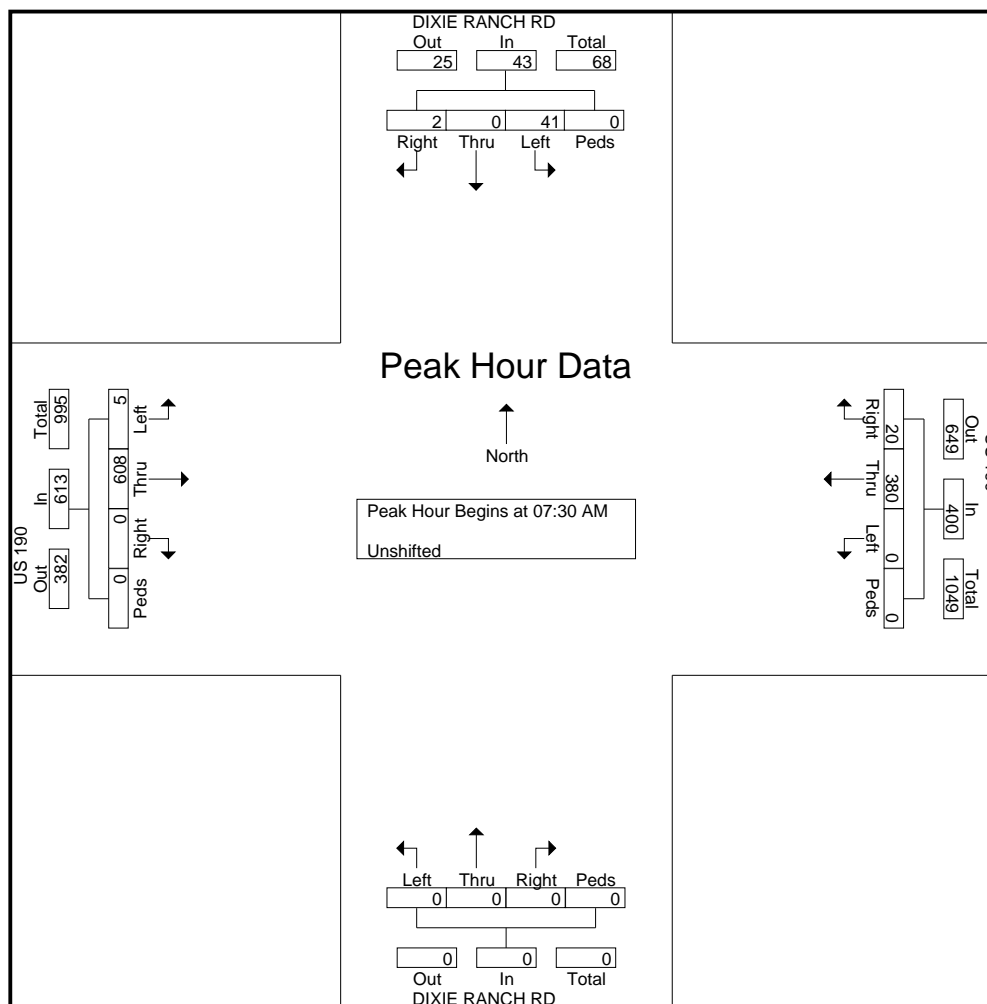 DIXIE RANCH RD
Out In Total
25 43 68
2 0 41 0
Right Thru Left Peds
Peak Hour Data
North
Peak Hour Begins at 07:30 AM
Unshifted
US 190
Out In Total
382 613 995
5 608 0 0
Left Thru Right Peds
Out In Total
649 400 1049
20 380 0 0
Right Thru Left Peds
Left Thru Right Peds
0 0 0 0
0 0 0
Out In Total
DIXIE RANCH RD